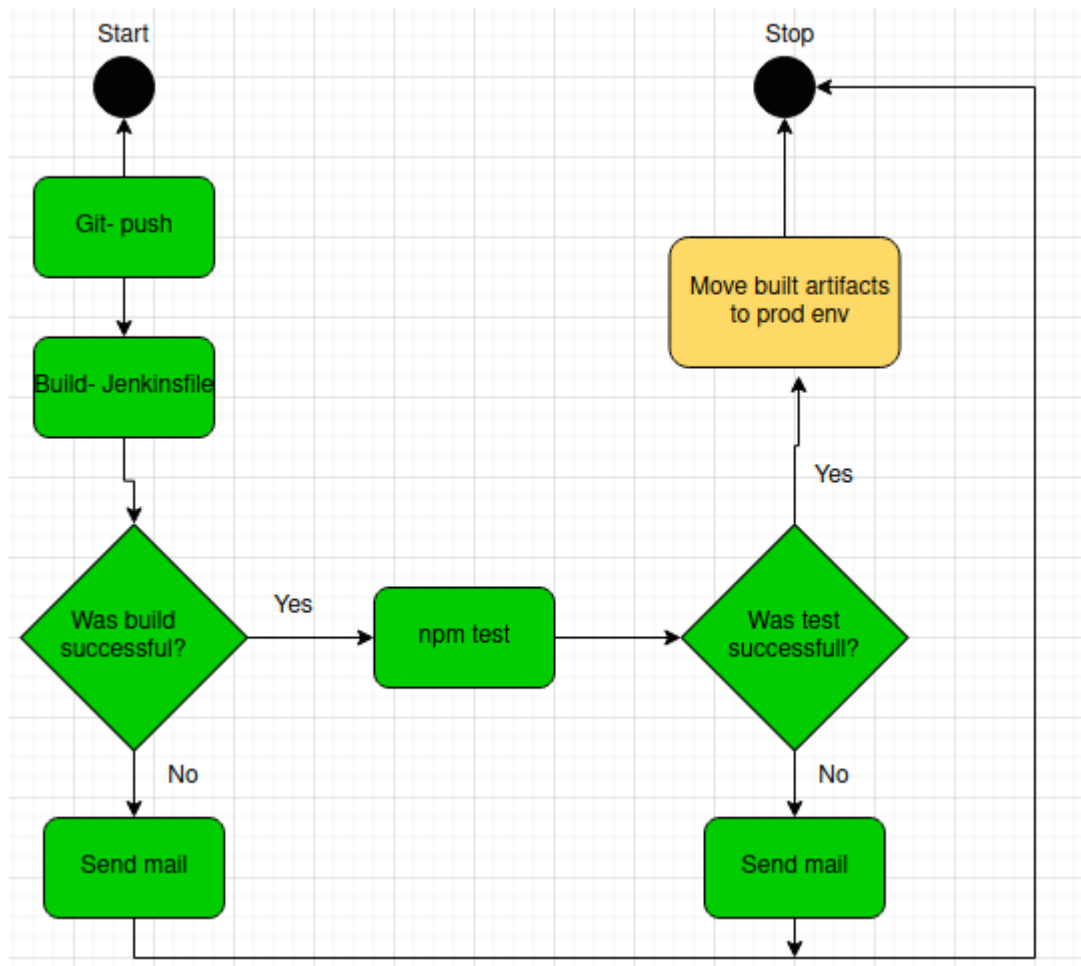 Start
Stop
Git- push
Move built artifacts
to prod env
Build- Jenkinsfile
Yes
Was build
successful?
Yes
npm test
Was test
successfull?
No
No
Send mail
Send mail